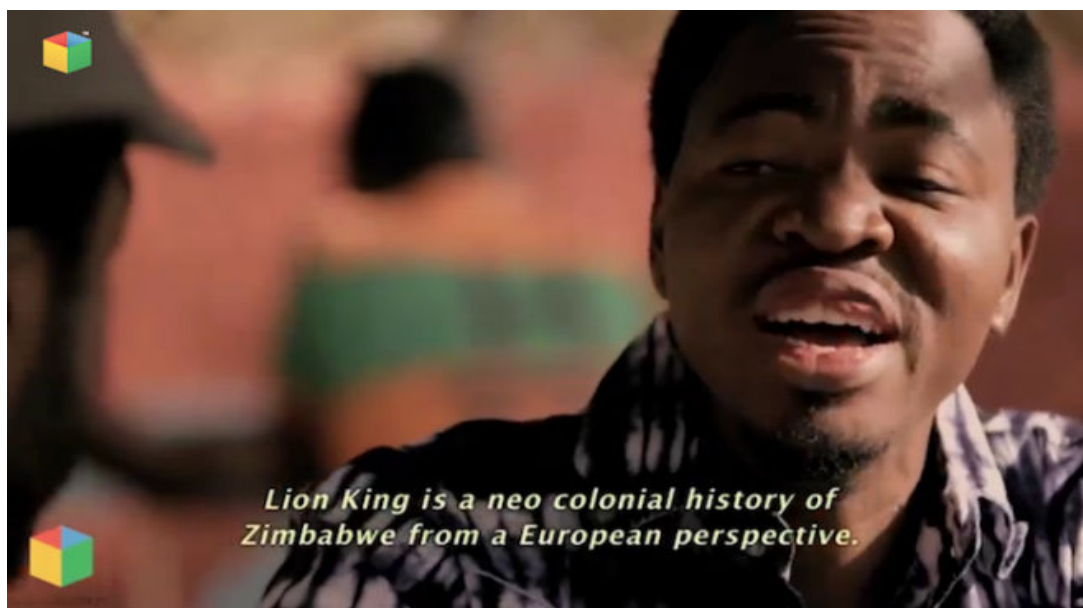 Lion King is a neo colonial history of
Zimbabwe from a European perspective.